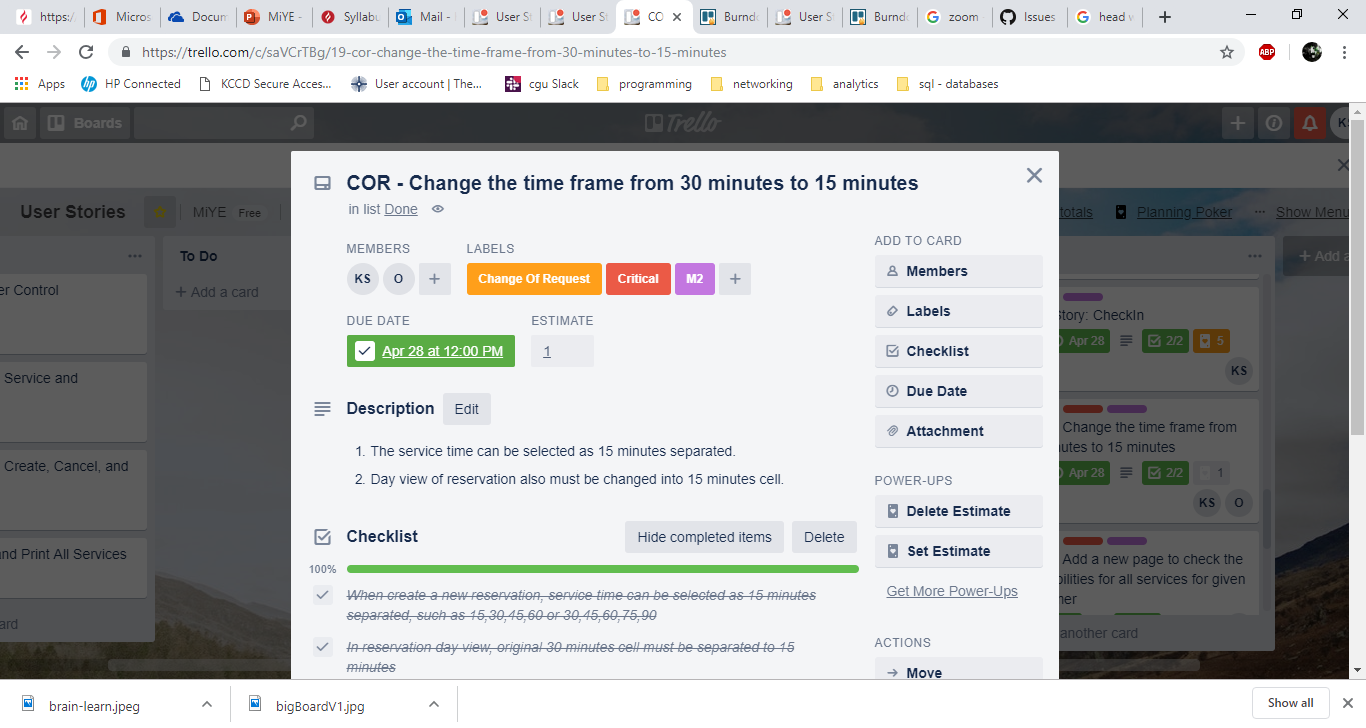 https:/
Micros
Docum
MiYE -
Syllabu
Mail -
User St
User St
CO
Burndo
User St
Burndo
zoom
Issues
head w
https://trello.com/c/saVCrTBg/19-cor-change-the-time-frame-from-30-minutes-to-15-minutes
ABP
Apps
HP Connected
KCCD Secure Acces...
User account | The...
cgu Slack
programming
networking
analytics
sql - databases
Boards
Trello
KS
User Stories
MiYE
Free
totals
Planning Poker
... Show Menu
er Control
Service and
Create, Cancel, and
and Print All Services
ard
To Do
+ Add a card
COR - Change the time frame from 30 minutes to 15 minutes
in list Done
MEMBERS
LABELS
KS
O
+
Change Of Request
Critical
M2
+
DUE DATE
ESTIMATE
Apr 28 at 12:00 PM
1
Description
Edit
1. The service time can be selected as 15 minutes separated.
2. Day view of reservation also must be changed into 15 minutes cell.
Checklist
Hide completed items
Delete
100%
When create a new reservation, service time can be selected as 15 minutes
separated, such as 15,30,45,60 or 30,45,60,75,90
In reservation day view, original 30 minutes cell must be separated to 15
minutes
ADD TO CARD
Members
Labels
Checklist
Due Date
Attachment
POWER-UPS
Delete Estimate
Set Estimate
Get More Power-Ups
ACTIONS
Move
+ Add a
Story: CheckIn
Apr 28
2/2
5
KS
Change the time frame from
utes to 15 minutes
Apr 28
2/2
1
KS
O
Add a new page to check the
bilities for all services for given
mer
another card
brain-learn.jpeg
bigBoardV1.jpg
Show all